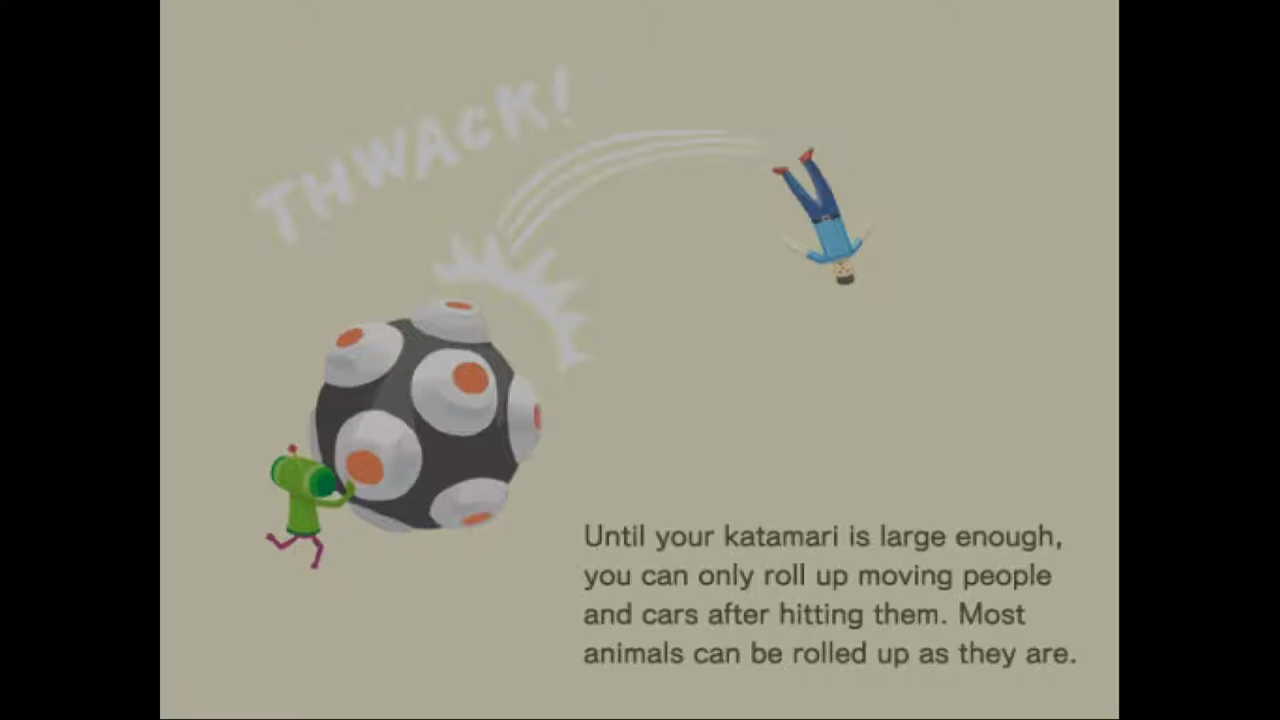 THWACK!
Until your katamari is large enough,
you can only roll up moving people
and cars after hitting them. Most
animals can be rolled up as they are.